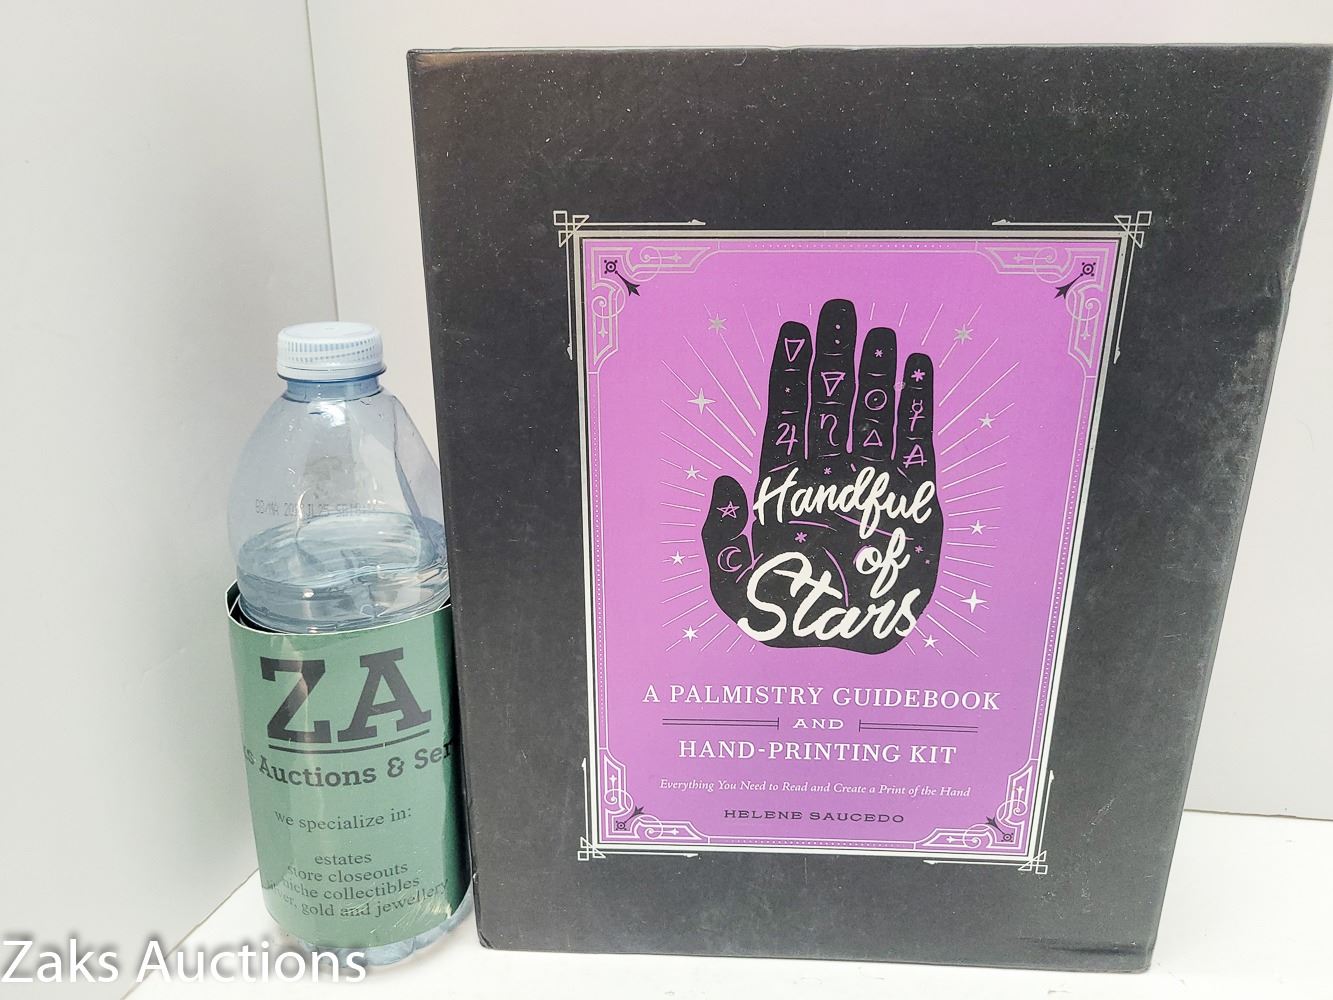 Handful
of
Stars
A PALMISTRY GUIDEBOOK
AND
HAND-PRINTING KIT
Everything You Need to Read and Create a Print of the Hand
HELENE SAUCEDO
ZA
Auctions & Ser
we specialize in:
estates
store closeouts
niche collectibles
gold and jewellery
Zaks Auctions